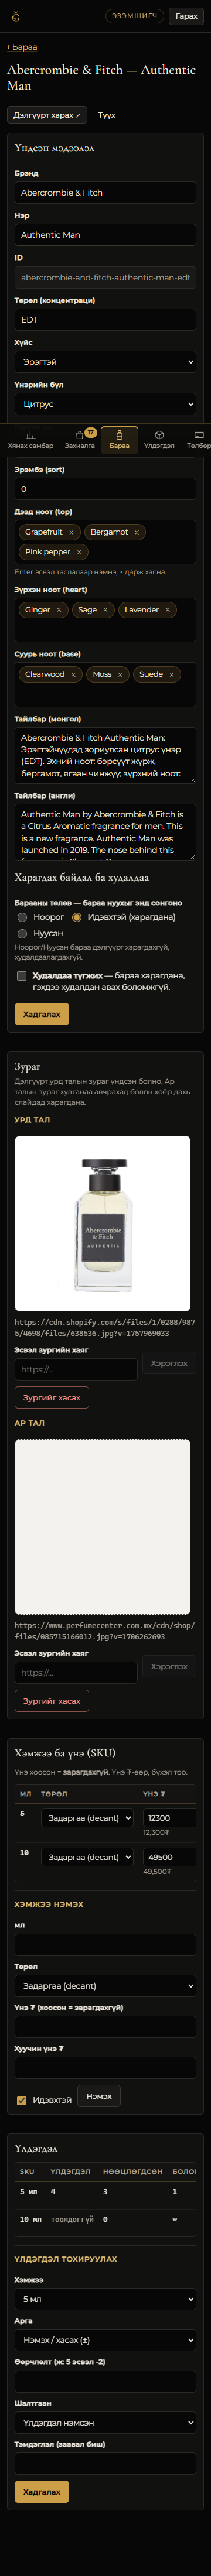 ЭЗЭМШИГЧ
Гарах
‹ Бараа
Abercrombie & Fitch — Authentic
Man
Дэлгүүрт харах ↗
Түүх
Үндсэн мэдээлэл
Брэнд
Abercrombie & Fitch
Нэр
Authentic Man
ID
abercrombie-and-fitch-authentic-man-edt
Төрөл (концентраци)
EDT
Хүйс
Эрэгтэй
Үнэрийн бүл
Цитрус
17
Хянах самбар
Захиалга
Бараа
Үлдэгдэл
Төлбөр
Эрэмбэ (sort)
0
Дээд ноот (top)
Grapefruit ×
Bergamot ×
Pink pepper ×
Enter эсвэл таслалаар нэмнэ, × дарж хасна.
Зүрхэн ноот (heart)
Ginger ×
Sage ×
Lavender ×
Суурь ноот (base)
Clearwood ×
Moss ×
Suede ×
Тайлбар (монгол)
Abercrombie & Fitch Authentic Man:
Эрэгтэйчүүдэд зориулсан цитрус үнэр
(EDT). Эхний ноот: бэрсүүт жүрж,
бергамот, ягаан чинжүү; зүрхний ноот:
Тайлбар (англи)
Authentic Man by Abercrombie & Fitch is
a Citrus Aromatic fragrance for men. This
is a new fragrance. Authentic Man was
launched in 2019. The nose behind this
Харагдах байдал ба худалдаа
Барааны төлөв — бараа нуухыг энд сонгоно
Ноорог
Идэвхтэй (харагдана)
Нуусан
Ноорог/Нуусан бараа дэлгүүрт харагдахгүй,
худалдаалагдахгүй.
Худалдаа түгжих — бараа харагдана,
гэхдээ худалдан авах боломжгүй.
Хадгалах
Зураг
Дэлгүүрт урд талын зураг үндсэн болно. Ар
талын зураг хулганаа аваачихад болон хоёр дахь
слайдад харагдана.
УРД ТАЛ
Abercrombie
& Fitch
AUTHENTIC
https://cdn.shopify.com/s/files/1/0288/987
5/4698/files/638536.jpg?v=1757969033
Эсвэл зургийн хаяг
https://...
Хэрэглэх
Зургийг хасах
АР ТАЛ
https://www.perfumecenter.com.mx/cdn/shop/
files/085715166012.jpg?v=1706262693
Эсвэл зургийн хаяг
https://...
Хэрэглэх
Зургийг хасах
Хэмжээ ба үнэ (SKU)
Үнэ хоосон = зарагдахгүй. Үнэ ₮-өөр, бүхэл тоо.
МЛ
ТӨРӨЛ
ҮНЭ ₮
5
Задаргаа (decant)
12300
12,300₮
10
Задаргаа (decant)
49500
49,500₮
ХЭМЖЭЭ НЭМЭХ
мл
Төрөл
Задаргаа (decant)
Үнэ ₮ (хоосон = зарагдахгүй)
Хуучин үнэ ₮
Идэвхтэй
Нэмэх
Үлдэгдэл
SKU
ҮЛДЭГДЭЛ
НӨӨЦЛӨГДСӨН
5 мл
4
3
1
10 мл
тоолдоггүй
0
∞
ҮЛДЭГДЭЛ ТОХИРУУЛАХ
Хэмжээ
5 мл
Арга
Нэмэх / хасах (±)
Өөрчлөлт (ж: 5 эсвэл -2)
Шалтгаан
Үлдэгдэл нэмсэн
Тэмдэглэл (заавал биш)
Хадгалах